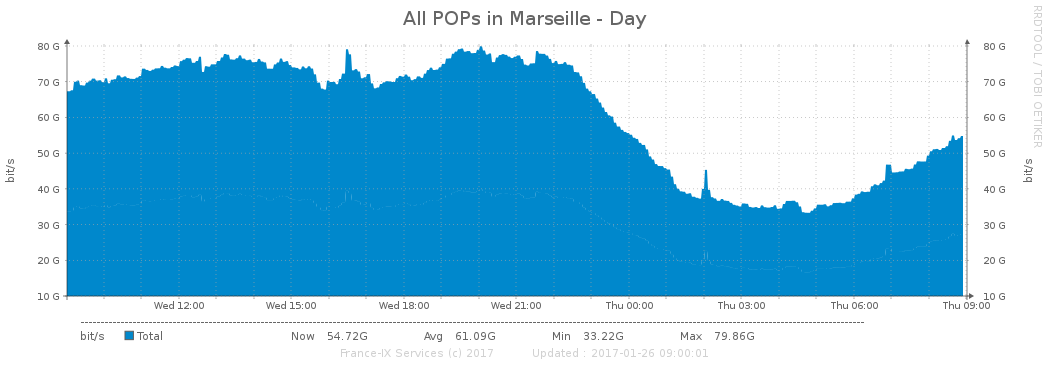 All POPs in Marseille - Day
RRDTOOL / TOBI OETIKER
bit/s
80 G 80 G
70 G 70 G
60 G 60 G
50 G 50 G
40 G 40 G
30 G 30 G
20 G 20 G
10 G 10 G
bit/s
Wed 12:00 Wed 15:00 Wed 18:00 Wed 21:00 Thu 00:00 Thu 03:00 Thu 06:00 Thu 09:00
bit/s Total Now 54.72G Avg 61.09G Min 33.22G Max 79.86G
France-IX Services (c) 2017 Updated : 2017-01-26 09:00:01